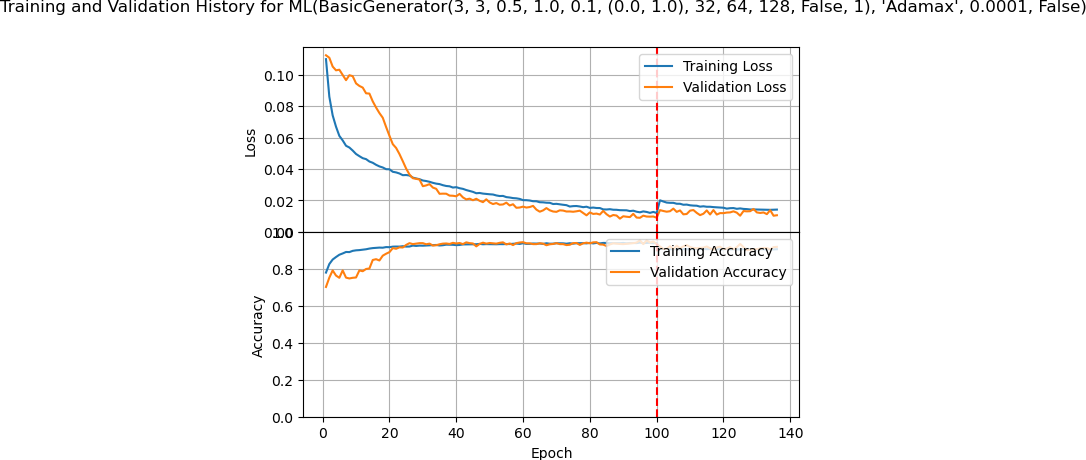 Training and Validation History for ML(BasicGenerator(3, 3, 0.5, 1.0, 0.1, (0.0, 1.0), 32, 64, 128, False, 1), 'Adamax', 0.0001, False)
Training Loss
Validation Loss
0.10
0.08
0.06
0.04
0.02
0.00
Loss
Training Accuracy
Validation Accuracy
1.0
0.8
0.6
0.4
0.2
0.0
Accuracy
0 20 40 60 80 100 120 140
Epoch